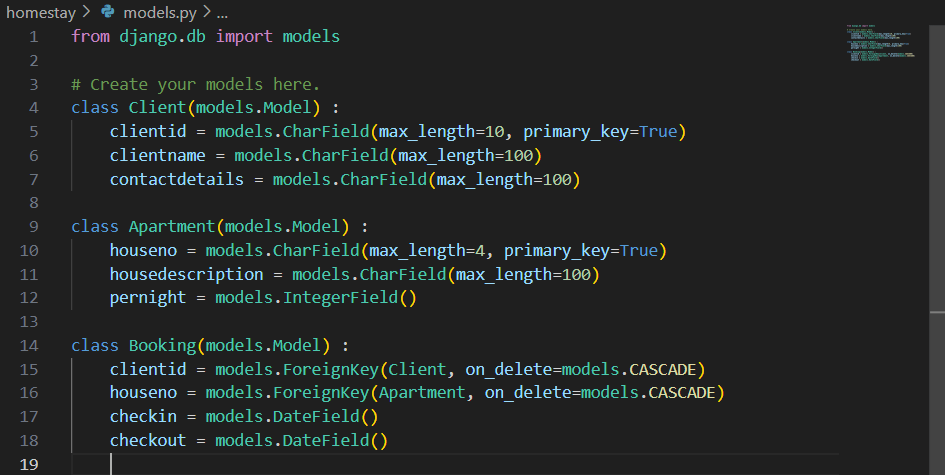 homestay > models.py > ...
1 from django.db import models
2
3 # Create your models here.
4 class Client(models.Model) :
5     clientid = models.CharField(max_length=10, primary_key=True)
6     clientname = models.CharField(max_length=100)
7     contactdetails = models.CharField(max_length=100)
8
9 class Apartment(models.Model) :
10     houseno = models.CharField(max_length=4, primary_key=True)
11     housedescription = models.CharField(max_length=100)
12     pernight = models.IntegerField()
13
14 class Booking(models.Model) :
15     clientid = models.ForeignKey(Client, on_delete=models.CASCADE)
16     houseno = models.ForeignKey(Apartment, on_delete=models.CASCADE)
17     checkin = models.DateField()
18     checkout = models.DateField()
19